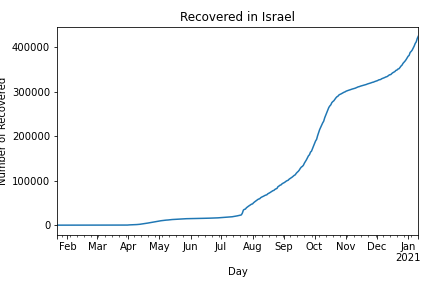 Recovered in Israel
Number of Recovered
400000
300000
200000
100000
0
Feb Mar Apr May Jun Jul Aug Sep Oct Nov Dec Jan
2021
Day